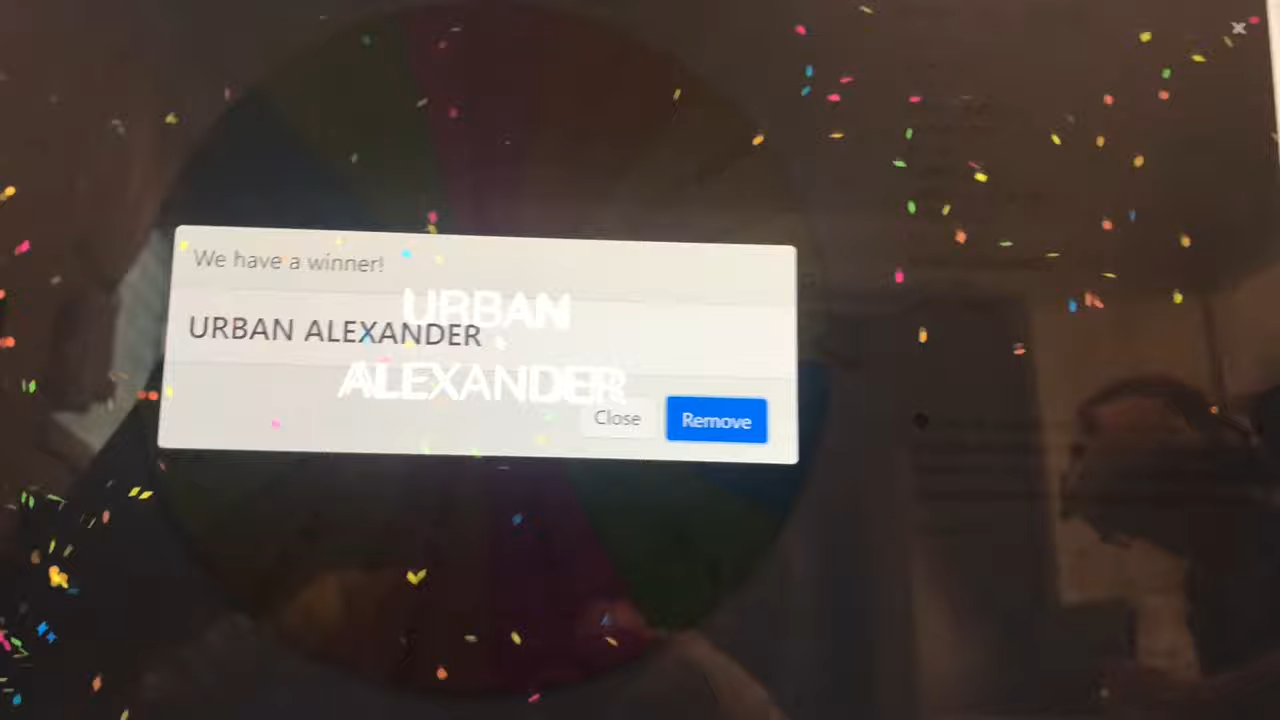 We have a winner!
URBAN
URBAN ALEXANDER
ALEXANDER
Close
Remove